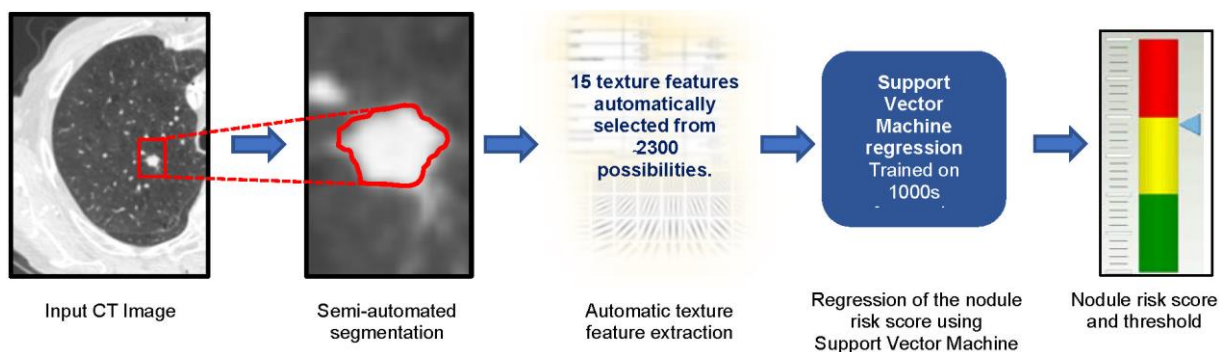 15 texture features
automatically
selected from
-2300
possibilities.
Support
Vector
Machine
regression
Trained on
1000s
Input CT Image
Semi-automated
segmentation
Automatic texture
feature extraction
Regression of the nodule
risk score using
Support Vector Machine
Nodule risk score
and threshold